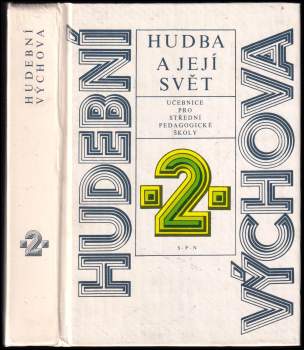 HUDEBNÍ
VÝCHOVA
·2·
HUDEBNÍ
HUDBA
A JEJÍ
SVĚT
UČEBNICE
PRO
STŘEDNÍ
PEDAGOGICKÉ
ŠKOLY
·2·
S·P·N
VÝCHOVA